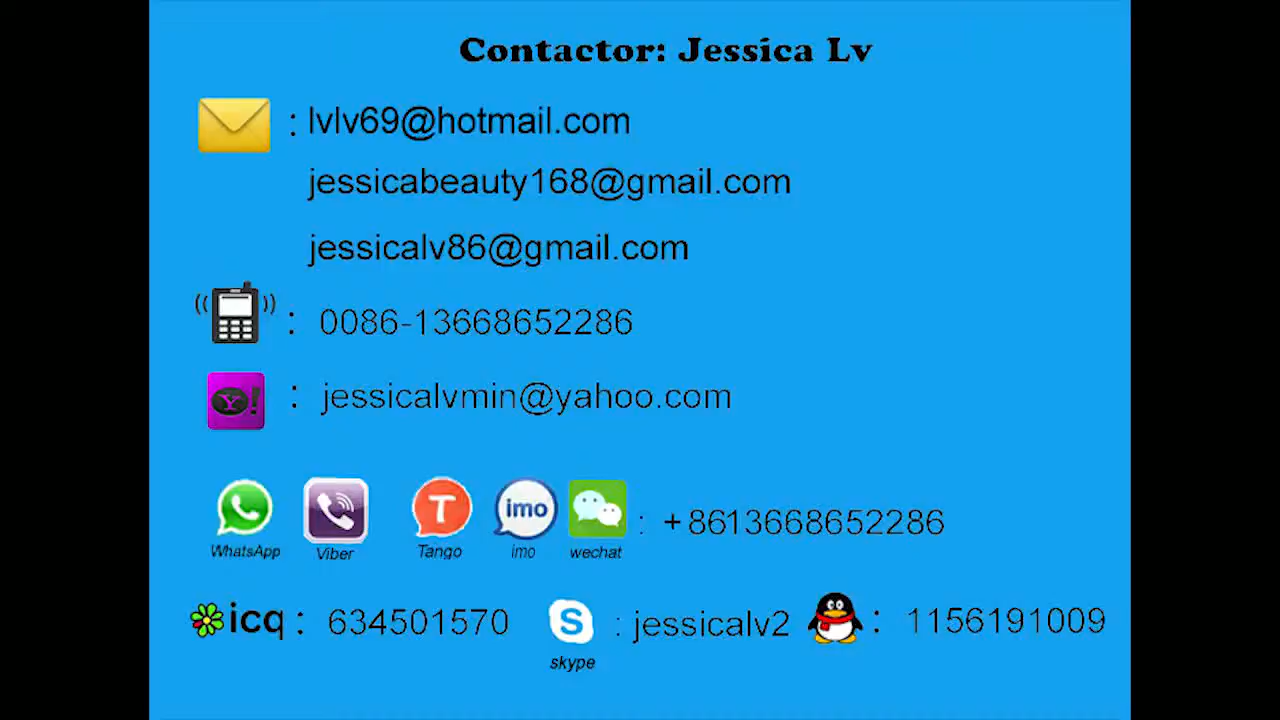 Contactor: Jessica Lv
: lvlv69@hotmail.com
jessicabeauty168@gmail.com
jessicalv86@gmail.com
: 0086-13668652286
Y! : jessicalvmin@yahoo.com
T imo : +8613668652286
WhatsApp Viber Tango imo wechat
icq : 634501570 S : jessicalv2 : 1156191009
skype